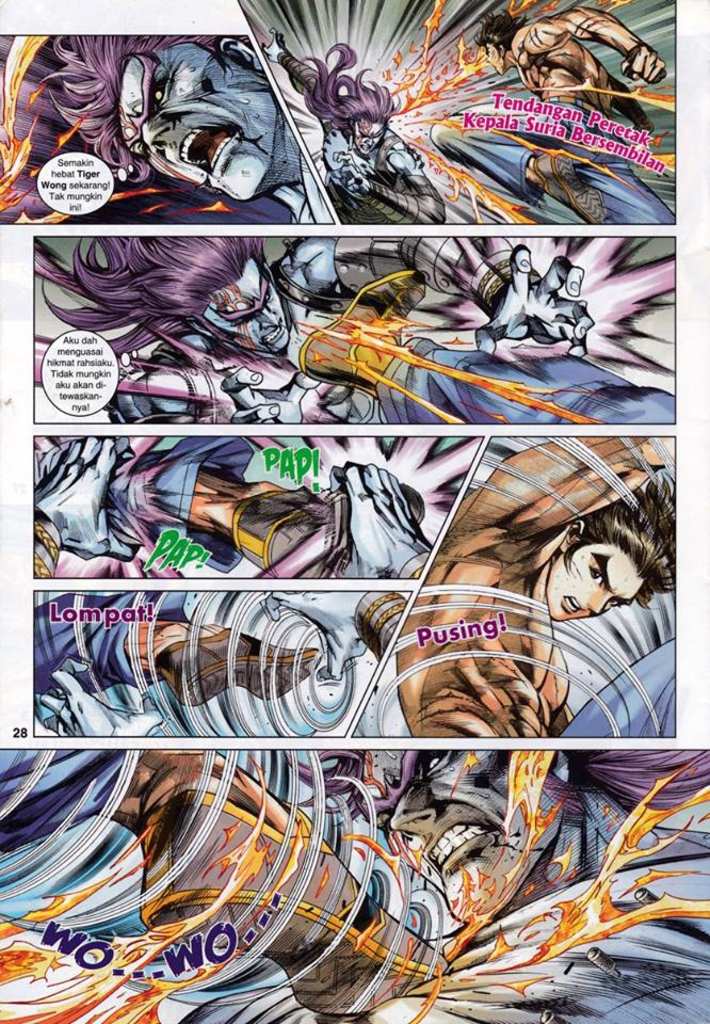 Semakin
hebat Tiger
Wong sekarang!
Tak mungkin
ini!
Tendangan Peretak
Kepala Suria Bersembilan
Aku dah
menguasai
hikmat rahsiaku.
Tidak mungkin
aku akan di-
tewaskan-
nya!
PAP!
PAP!
Lompat!
Pusing!
28
WO...WO...